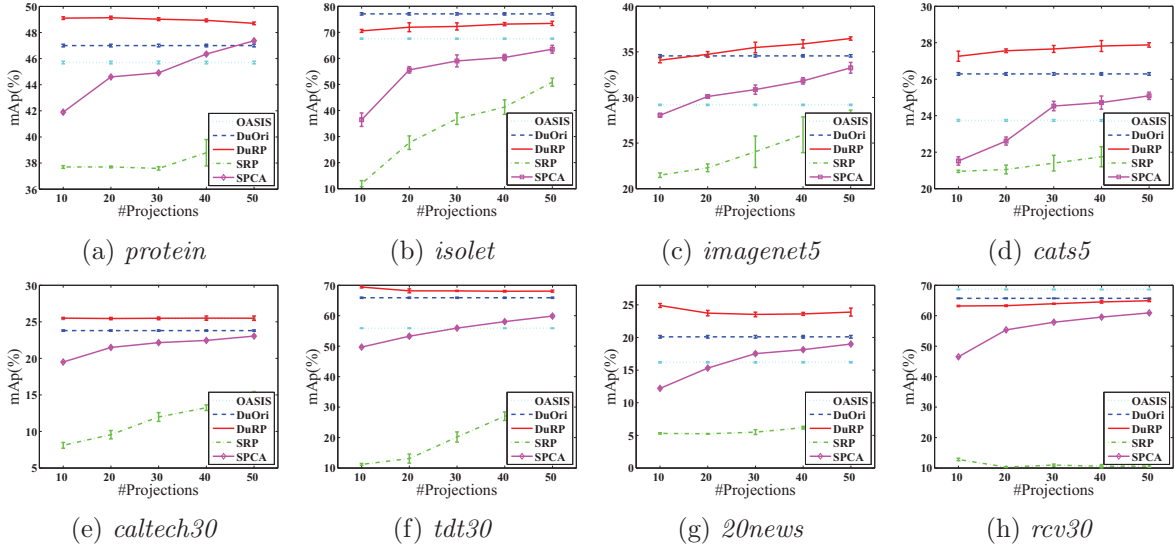 mAp(%)
50
48
46
44
42
40
38
36
10 20 30 40 50
#Projections
OASIS
DuOri
DuRP
SRP
SPCA
(a) protein
mAp(%)
80
70
60
50
40
30
20
10
10 20 30 40 50
#Projections
OASIS
DuOri
DuRP
SRP
SPCA
(b) isolet
mAp(%)
40
35
30
25
20
10 20 30 40 50
#Projections
OASIS
DuOri
DuRP
SRP
SPCA
(c) imagenet5
mAp(%)
30
28
26
24
22
20
10 20 30 40 50
#Projections
OASIS
DuOri
DuRP
SRP
SPCA
(d) cats5
mAp(%)
30
25
20
15
10
5
10 20 30 40 50
#Projections
OASIS
DuOri
DuRP
SRP
SPCA
(e) caltech30
mAp(%)
70
60
50
40
30
20
10
10 20 30 40 50
#Projections
OASIS
DuOri
DuRP
SRP
SPCA
(f) tdt30
mAp(%)
25
20
15
10
5
0
10 20 30 40 50
#Projections
OASIS
DuOri
DuRP
SRP
SPCA
(g) 20news
mAp(%)
70
60
50
40
30
20
10
10 20 30 40 50
#Projections
OASIS
DuOri
DuRP
SRP
SPCA
(h) rcv30